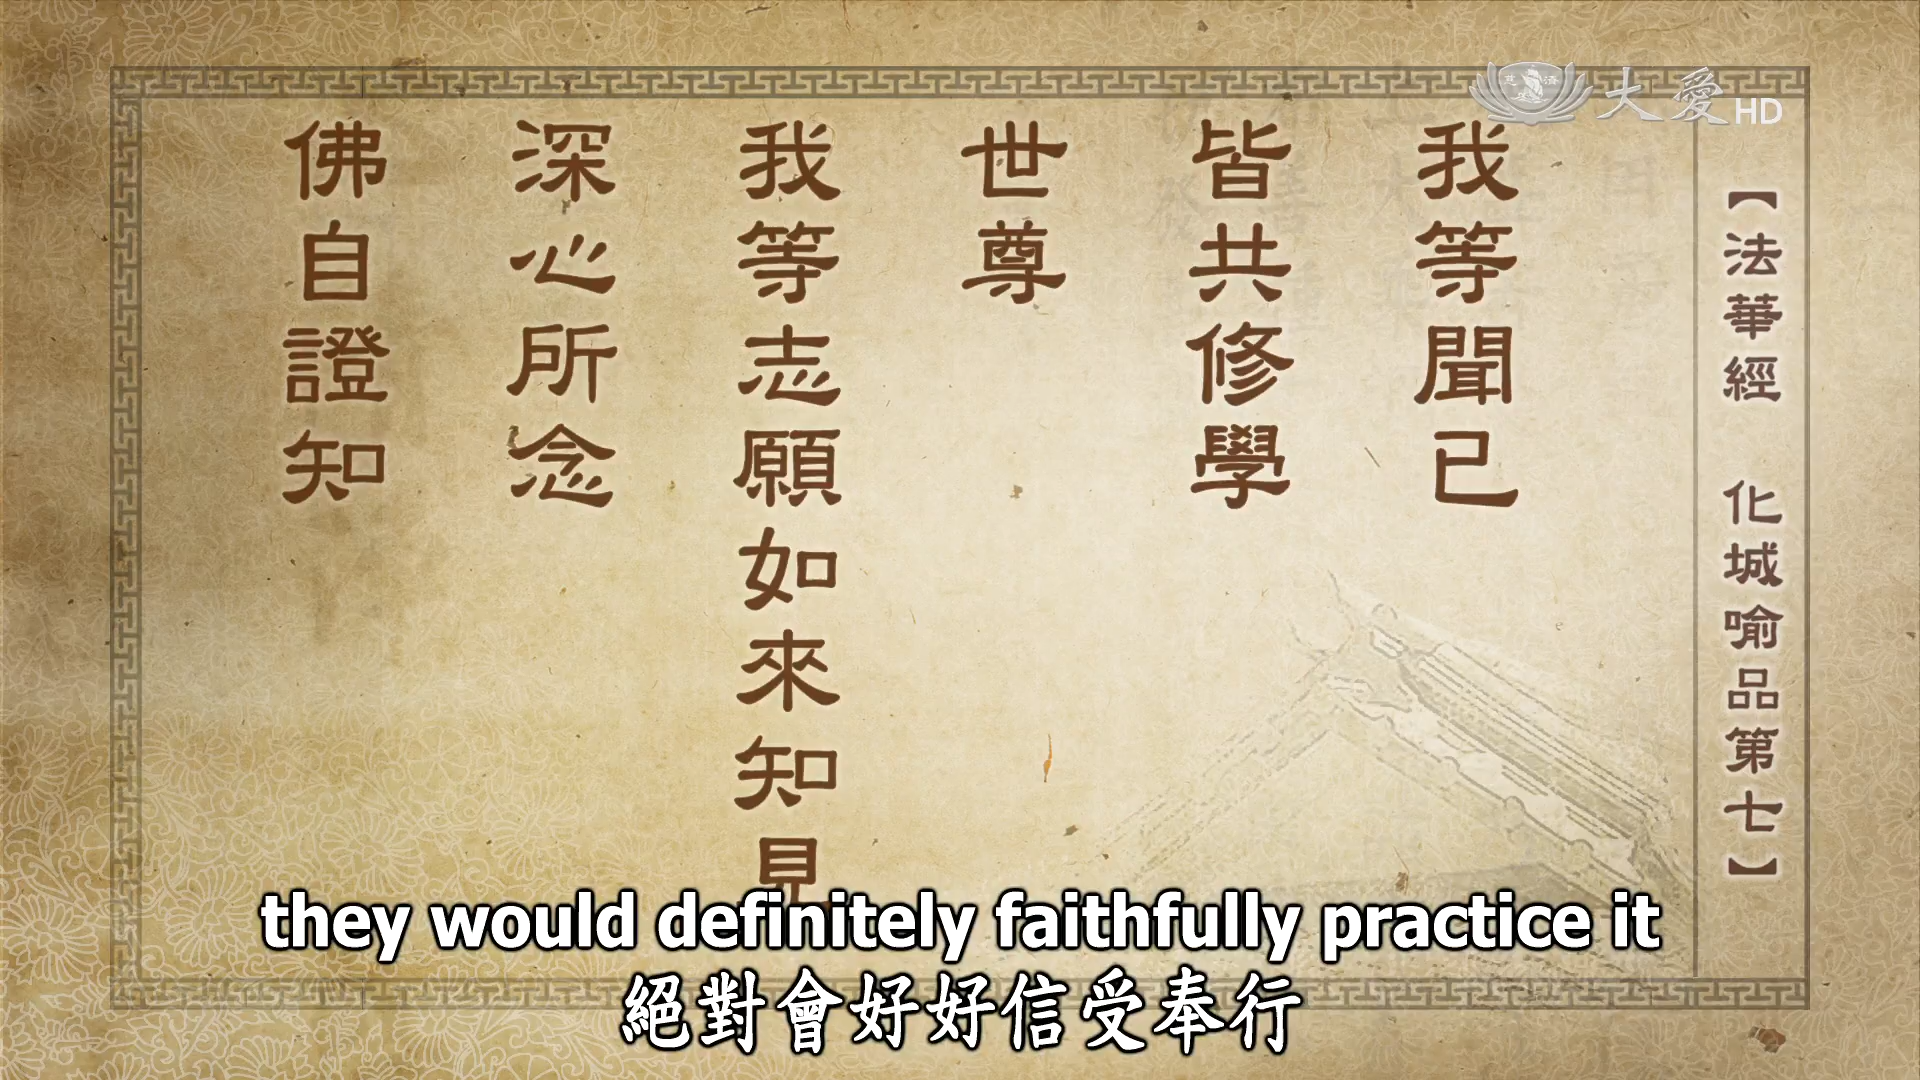 大愛HD
【法華經 化城喻品第七】
我等聞已
皆共修學
世尊
我等志願如來知見
深心所念
佛自證知
they would definitely faithfully practice it
絕對會好好信受奉行